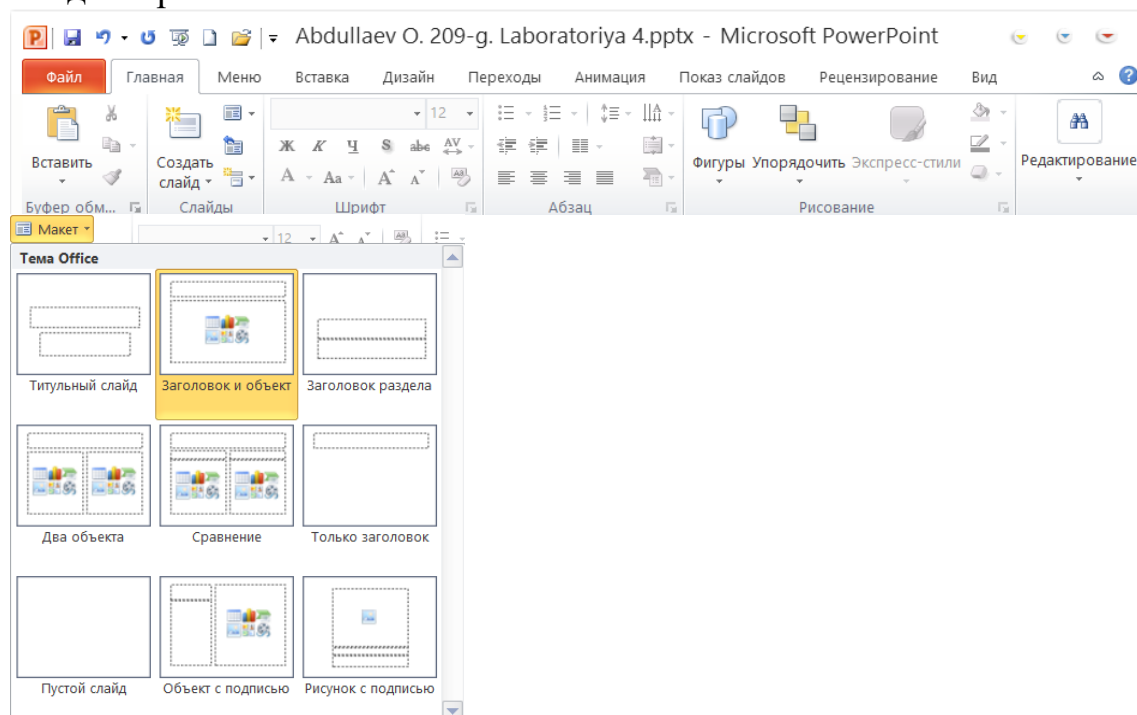 Abdullaev O. 209-g. Laboratoriya 4.pptx - Microsoft PowerPoint
Файл Главная Меню Вставка Дизайн Переходы Анимация Показ слайдов Рецензирование Вид
12
Вставить Создать слайд Ж К Ч S abc AV Фигуры Упорядочить Экспресс-стили Редактирование
A Aa A A
Буфер обм... Слайды Шрифт Абзац Рисование
Макет 12 A A
Тема Office
Титульный слайд Заголовок и объект Заголовок раздела
Два объекта Сравнение Только заголовок
Пустой слайд Объект с подписью Рисунок с подписью